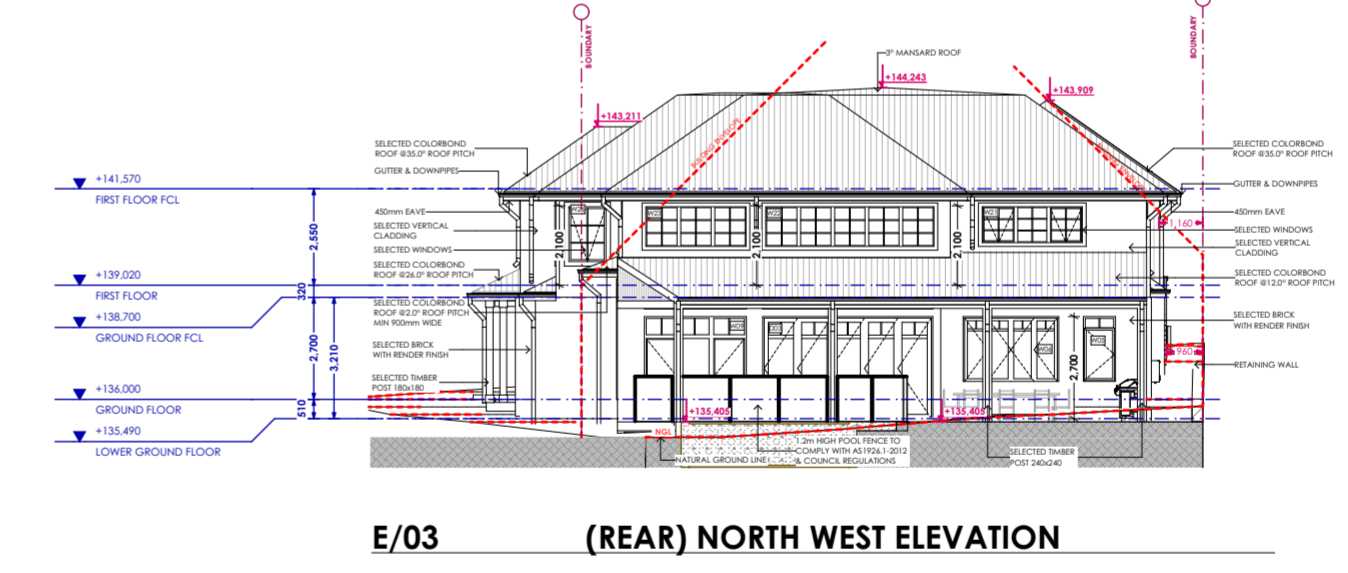 BOUNDARY
BOUNDARY
3° MANSARD ROOF
+144,243
+143,909
+143,211
BUILDING ENVELOPE
SELECTED COLORBOND
ROOF @35.0° ROOF PITCH
GUTTER & DOWNPIPES
450mm EAVE
SELECTED VERTICAL
CLADDING
SELECTED WINDOWS
SELECTED COLORBOND
ROOF @26.0° ROOF PITCH
SELECTED COLORBOND
ROOF @2.0° ROOF PITCH
MIN 900mm WIDE
SELECTED BRICK
WITH RENDER FINISH
SELECTED TIMBER
POST 180x180
+141,570
FIRST FLOOR FCL
+139,020
FIRST FLOOR
+138,700
GROUND FLOOR FCL
+136,000
GROUND FLOOR
+135,490
LOWER GROUND FLOOR
2,550
320
2,700
3,210
510
2,100
2,100
2,100
2,700
W23
W22
W21
SELECTED COLORBOND
ROOF @35.0° ROOF PITCH
GUTTER & DOWNPIPES
450mm EAVE
1,160
SELECTED WINDOWS
SELECTED VERTICAL
CLADDING
SELECTED COLORBOND
ROOF @12.0° ROOF PITCH
SELECTED BRICK
WITH RENDER FINISH
960
RETAINING WALL
+135,405
+135,405
NGL
NATURAL GROUND LINE
1.2m HIGH POOL FENCE TO
COMPLY WITH AS1926.1-2012
& COUNCIL REGULATIONS
SELECTED TIMBER
POST 240x240
E/03 (REAR) NORTH WEST ELEVATION